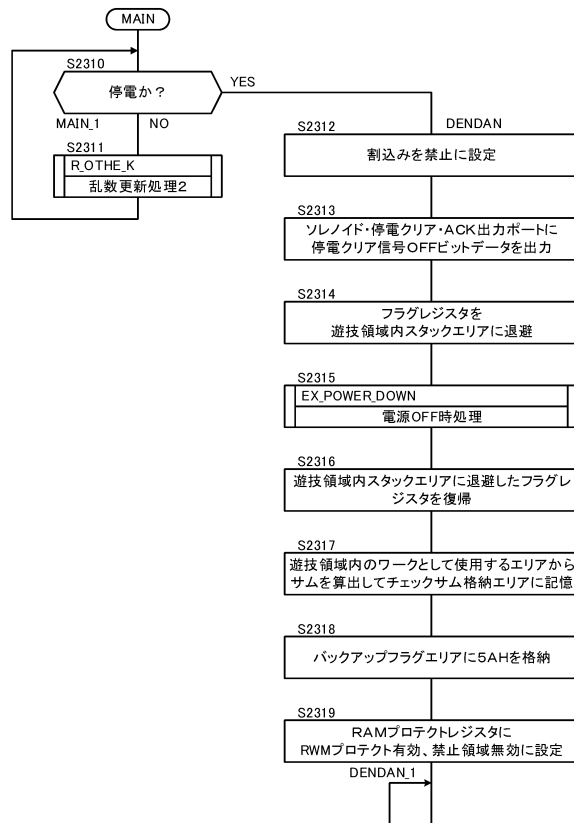 MAIN
S2310
停電か？
YES
MAIN_1
NO
S2311
R_OTHE_K
乱数更新処理2
S2312
DENDAN
割込みを禁止に設定
S2313
ソレノイド・停電クリア・ACK出力ポートに
停電クリア信号OFFビットデータを出力
S2314
フラグレジスタを
遊技領域内スタックエリアに退避
S2315
EX_POWER_DOWN
電源OFF時処理
S2316
遊技領域内スタックエリアに退避したフラグレ
ジスタを復帰
S2317
遊技領域内のワークとして使用するエリアから
サムを算出してチェックサム格納エリアに記憶
S2318
バックアップフラグエリアに5AHを格納
S2319
RAMプロテクトレジスタに
RWMプロテクト有効、禁止領域無効に設定
DENDAN_1